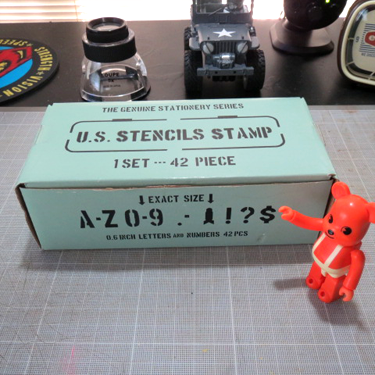 THE GENUINE STATIONERY SERIES
U.S. STENCILS STAMP
1 SET ··· 42 PIECE
↓ EXACT SIZE ↓
A-Z 0-9 .- ! ? $
0.6 INCH LETTERS AND NUMBERS 42 PCS